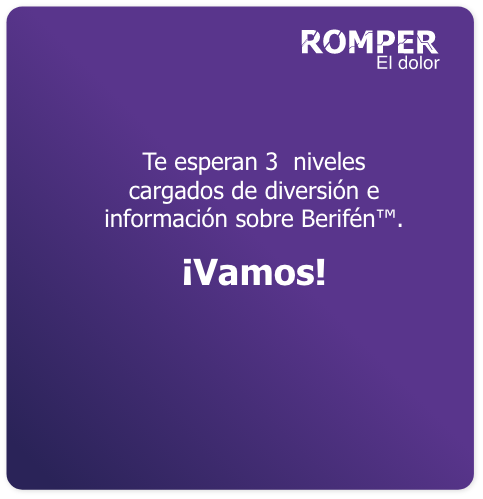 ROMPER
El dolor
Te esperan 3 niveles
cargados de diversión e
información sobre Berifén™.
¡Vamos!